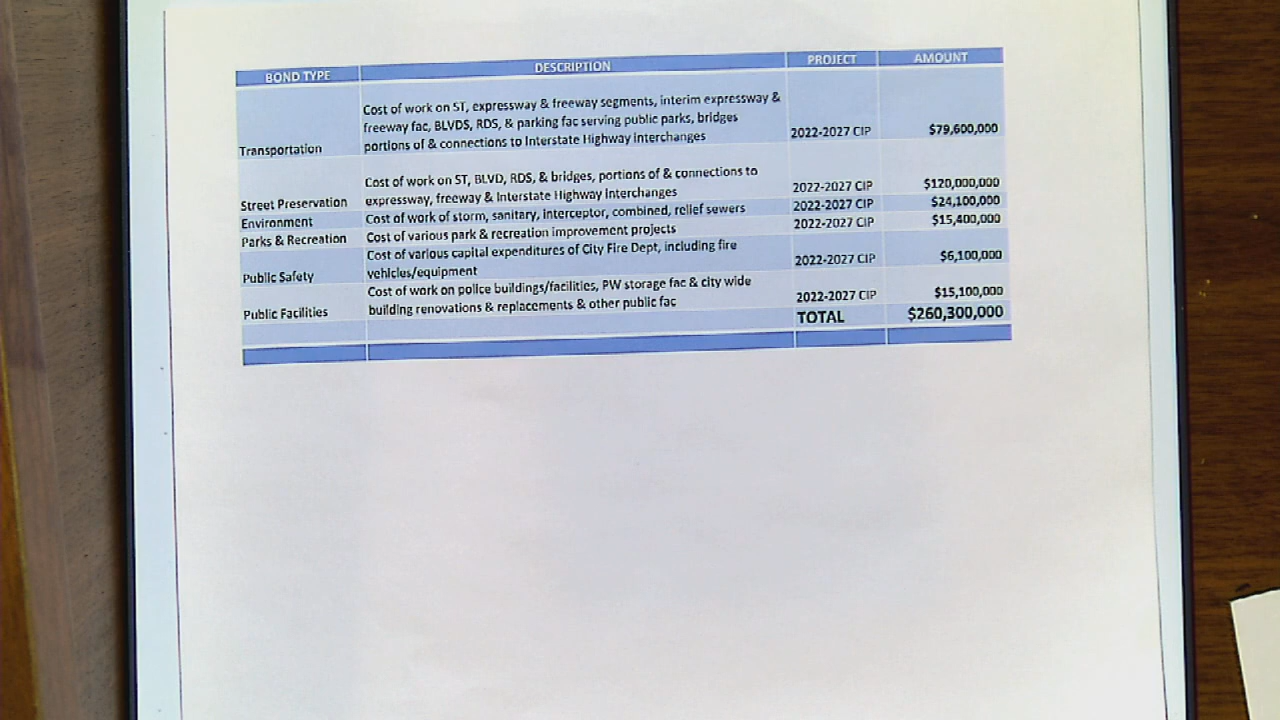 BOND TYPE DESCRIPTION PROJECT AMOUNT
Cost of work on ST, expressway & freeway segments, interim expressway &
freeway fac, BLVDS, RDS, & parking fac serving public parks, bridges
Transportation portions of & connections to Interstate Highway interchanges 2022-2027 CIP $79,600,000
Cost of work on ST, BLVD, RDS, & bridges, portions of & connections to
Street Preservation expressway, freeway & Interstate Highway interchanges 2022-2027 CIP $120,000,000
Environment Cost of work of storm, sanitary, interceptor, combined, relief sewers 2022-2027 CIP $24,100,000
Parks & Recreation Cost of various park & recreation improvement projects 2022-2027 CIP $15,400,000
Cost of various capital expenditures of City Fire Dept, including fire
Public Safety vehicles/equipment 2022-2027 CIP $6,100,000
Cost of work on police buildings/facilities, PW storage fac & city wide
Public Facilities building renovations & replacements & other public fac 2022-2027 CIP $15,100,000
TOTAL $260,300,000